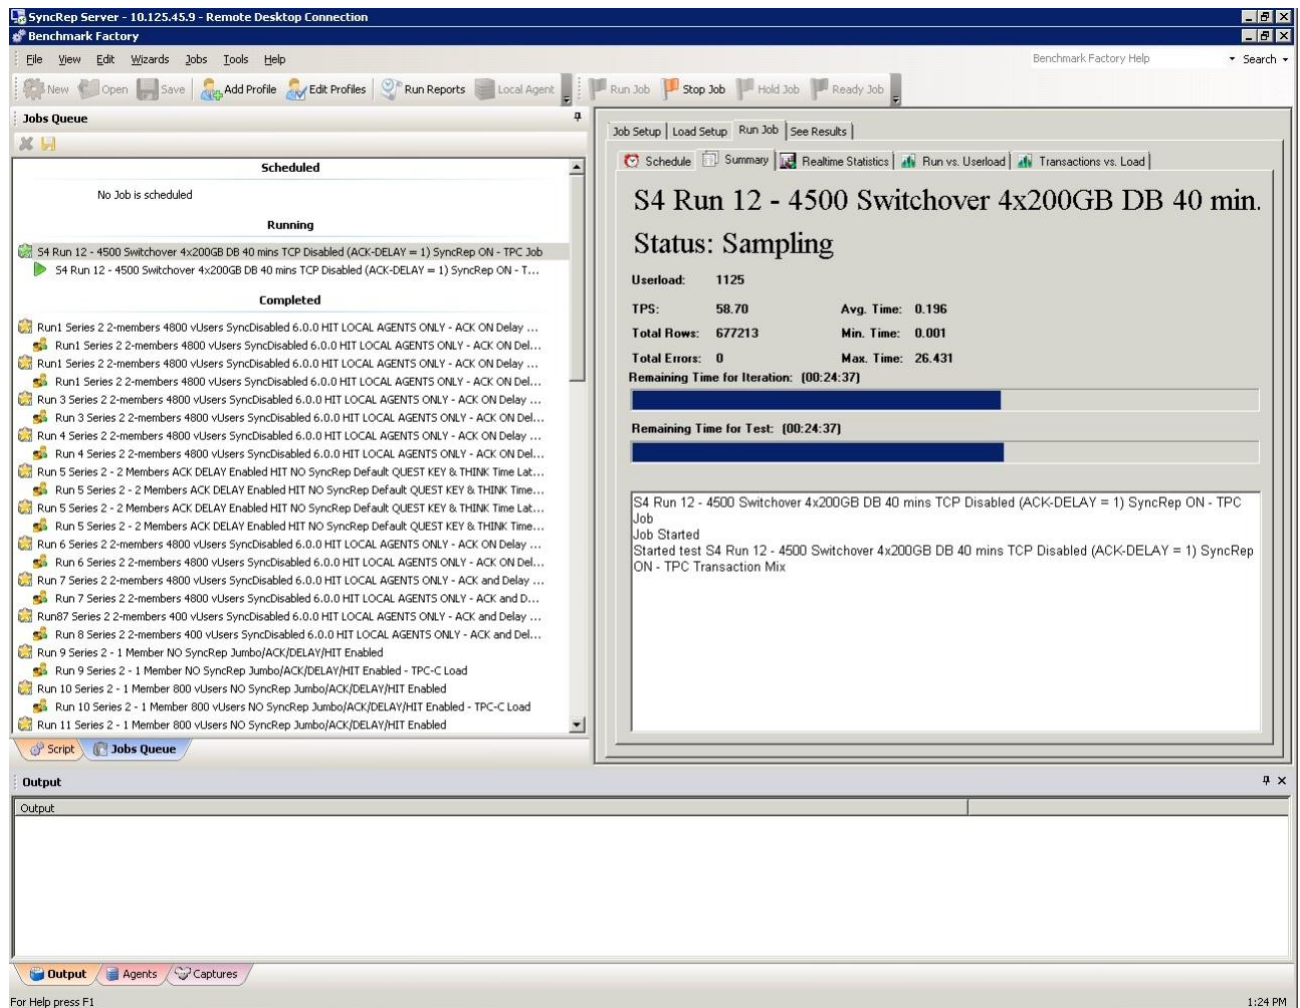 SyncRep Server - 10.125.45.9 - Remote Desktop Connection
Benchmark Factory
File View Edit Wizards Jobs Tools Help
Benchmark Factory Help Search
New Open Save Add Profile Edit Profiles Run Reports Local Agent Run Job Stop Job Hold Job Ready Job
Jobs Queue
Scheduled
No Job is scheduled
Running
S4 Run 12 - 4500 Switchover 4x200GB DB 40 mins TCP Disabled (ACK-DELAY = 1) SyncRep ON - TPC Job
S4 Run 12 - 4500 Switchover 4x200GB DB 40 mins TCP Disabled (ACK-DELAY = 1) SyncRep ON - T...
Completed
Run1 Series 2 2-members 4800 vUsers SyncDisabled 6.0.0 HIT LOCAL AGENTS ONLY - ACK ON Delay ...
Run1 Series 2 2-members 4800 vUsers SyncDisabled 6.0.0 HIT LOCAL AGENTS ONLY - ACK ON Del...
Run1 Series 2 2-members 4800 vUsers SyncDisabled 6.0.0 HIT LOCAL AGENTS ONLY - ACK ON Delay ...
Run1 Series 2 2-members 4800 vUsers SyncDisabled 6.0.0 HIT LOCAL AGENTS ONLY - ACK ON Del...
Run 3 Series 2 2-members 4800 vUsers SyncDisabled 6.0.0 HIT LOCAL AGENTS ONLY - ACK ON Delay ...
Run 3 Series 2 2-members 4800 vUsers SyncDisabled 6.0.0 HIT LOCAL AGENTS ONLY - ACK ON Del...
Run 4 Series 2 2-members 4800 vUsers SyncDisabled 6.0.0 HIT LOCAL AGENTS ONLY - ACK ON Delay ...
Run 4 Series 2 2-members 4800 vUsers SyncDisabled 6.0.0 HIT LOCAL AGENTS ONLY - ACK ON Del...
Run 5 Series 2 - 2 Members ACK DELAY Enabled HIT NO SyncRep Default QUEST KEY & THINK Time Lat...
Run 5 Series 2 - 2 Members ACK DELAY Enabled HIT NO SyncRep Default QUEST KEY & THINK Time...
Run 5 Series 2 - 2 Members ACK DELAY Enabled HIT NO SyncRep Default QUEST KEY & THINK Time Lat...
Run 5 Series 2 - 2 Members ACK DELAY Enabled HIT NO SyncRep Default QUEST KEY & THINK Time...
Run 6 Series 2 2-members 4800 vUsers SyncDisabled 6.0.0 HIT LOCAL AGENTS ONLY - ACK ON Delay ...
Run 6 Series 2 2-members 4800 vUsers SyncDisabled 6.0.0 HIT LOCAL AGENTS ONLY - ACK ON Del...
Run 7 Series 2 2-members 4800 vUsers SyncDisabled 6.0.0 HIT LOCAL AGENTS ONLY - ACK and Delay ...
Run 7 Series 2 2-members 4800 vUsers SyncDisabled 6.0.0 HIT LOCAL AGENTS ONLY - ACK and D...
Run87 Series 2 2-members 400 vUsers SyncDisabled 6.0.0 HIT LOCAL AGENTS ONLY - ACK and Delay ...
Run 8 Series 2 2-members 400 vUsers SyncDisabled 6.0.0 HIT LOCAL AGENTS ONLY - ACK and Del...
Run 9 Series 2 - 1 Member NO SyncRep Jumbo/ACK/DELAY/HIT Enabled
Run 9 Series 2 - 1 Member NO SyncRep Jumbo/ACK/DELAY/HIT Enabled - TPC-C Load
Run 10 Series 2 - 1 Member 800 vUsers NO SyncRep Jumbo/ACK/DELAY/HIT Enabled
Run 10 Series 2 - 1 Member 800 vUsers NO SyncRep Jumbo/ACK/DELAY/HIT Enabled - TPC-C Load
Run 11 Series 2 - 1 Member 800 vUsers NO SyncRep Jumbo/ACK/DELAY/HIT Enabled
Script Jobs Queue
Job Setup Load Setup Run Job See Results
Schedule Summary Realtime Statistics Run vs. Userload Transactions vs. Load
S4 Run 12 - 4500 Switchover 4x200GB DB 40 min.
Status: Sampling
Userload: 1125
TPS: 58.70 Avg. Time: 0.196
Total Rows: 677213 Min. Time: 0.001
Total Errors: 0 Max. Time: 26.431
Remaining Time for Iteration: (00:24:37)
Remaining Time for Test: (00:24:37)
S4 Run 12 - 4500 Switchover 4x200GB DB 40 mins TCP Disabled (ACK-DELAY = 1) SyncRep ON - TPC
Job
Job Started
Started test S4 Run 12 - 4500 Switchover 4x200GB DB 40 mins TCP Disabled (ACK-DELAY = 1) SyncRep
ON - TPC Transaction Mix
Output
Output
Output Agents Captures
For Help press F1
1:24 PM